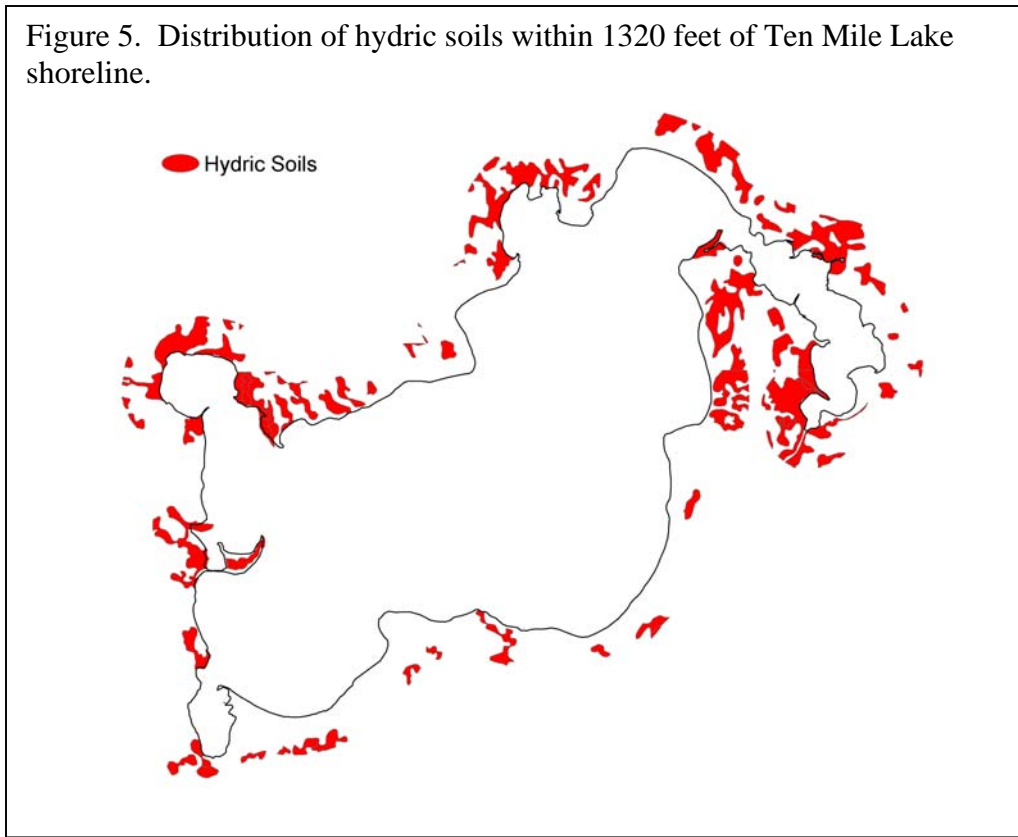 Figure 5.  Distribution of hydric soils within 1320 feet of Ten Mile Lake
shoreline.
Hydric Soils